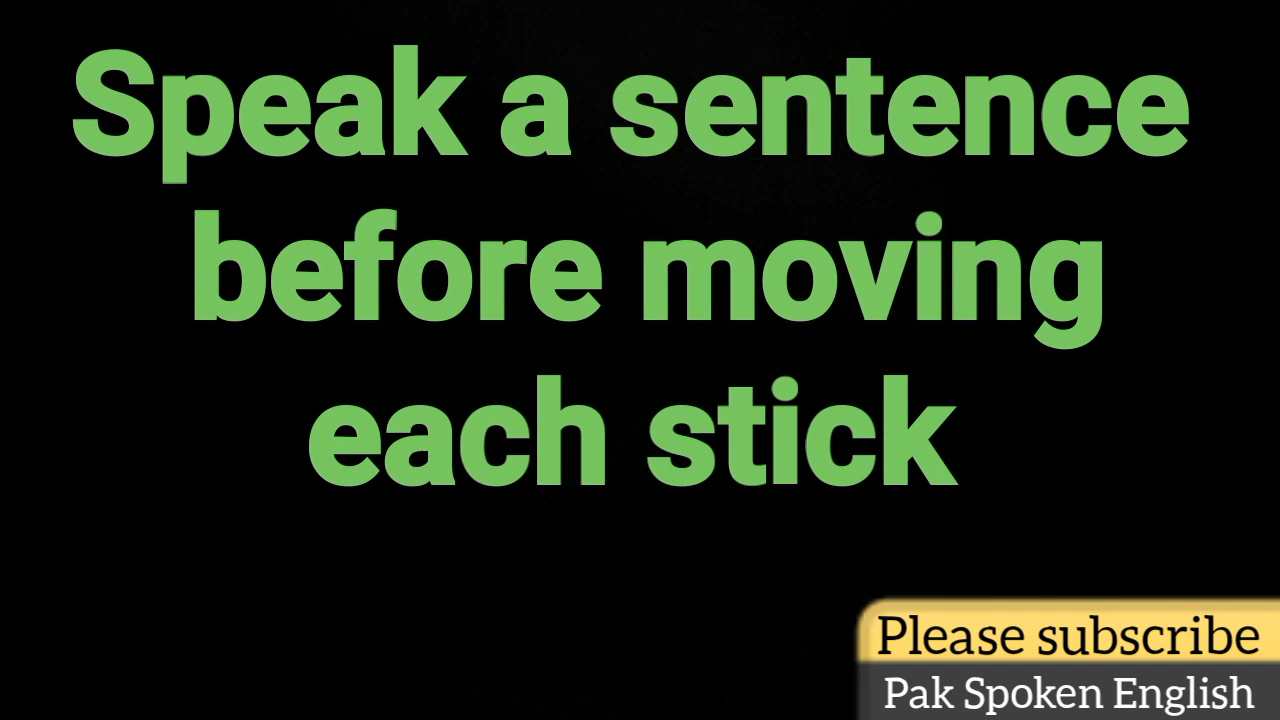 Speak a sentence
before moving
each stick
Please subscribe
Pak Spoken English